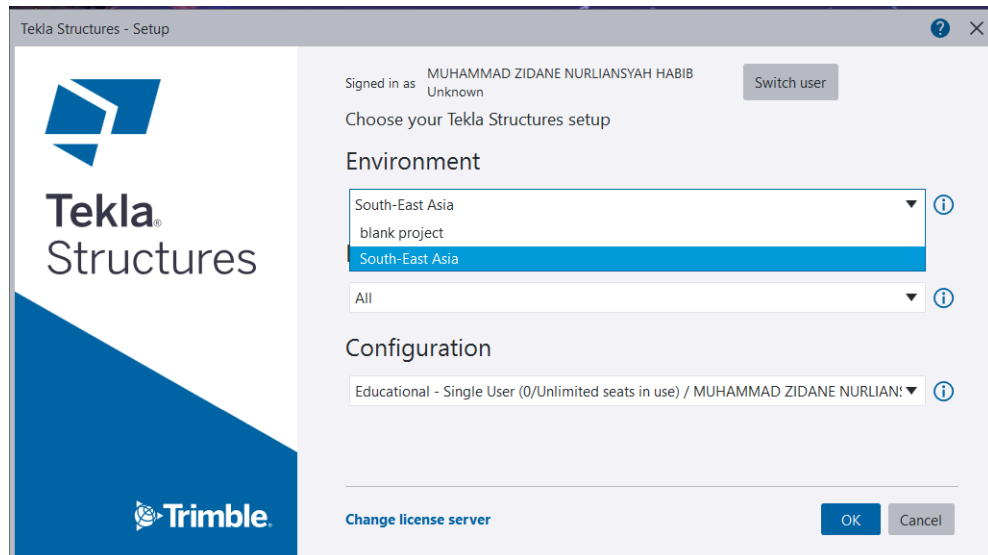 Tekla Structures - Setup
?
Signed in as
MUHAMMAD ZIDANE NURLIANSYAH HABIB
Unknown
Switch user
Choose your Tekla Structures setup
Environment
South-East Asia
blank project
South-East Asia
All
Configuration
Educational - Single User (0/Unlimited seats in use) / MUHAMMAD ZIDANE NURLIAN
Tekla®
Structures
Trimble.
Change license server
OK
Cancel